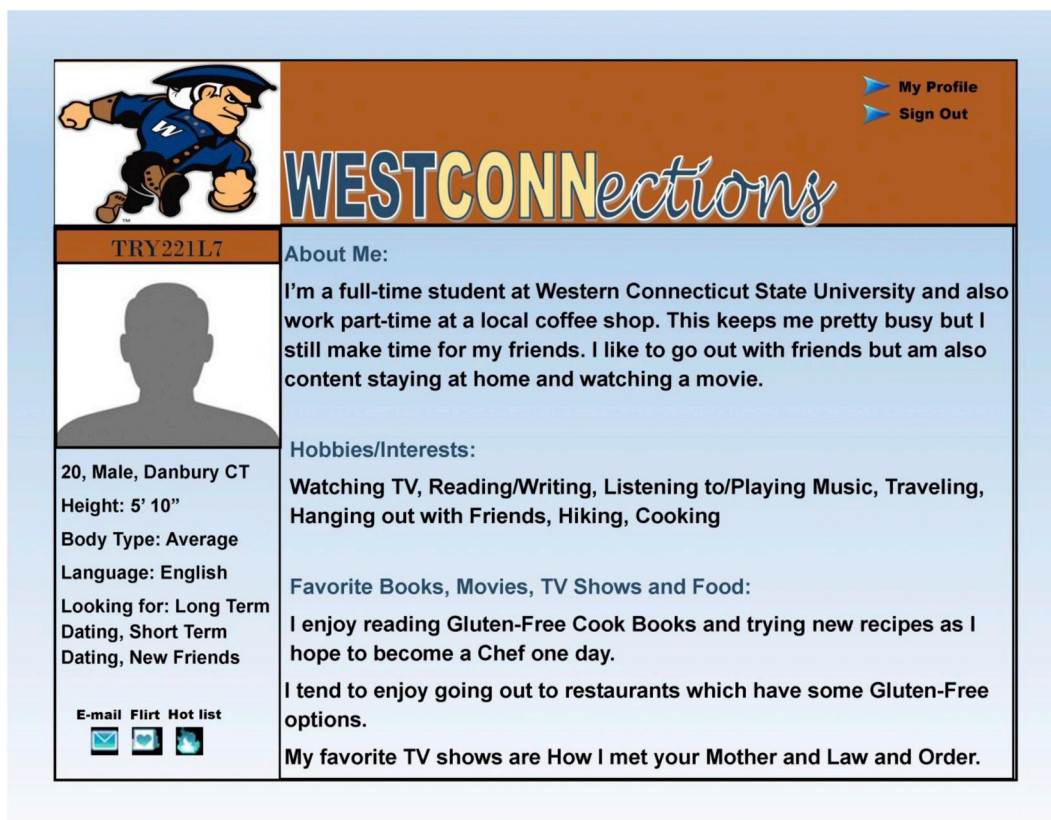 W
TM
My Profile
Sign Out
WESTCONNections
TRY221L7
20, Male, Danbury CT
Height: 5’ 10”
Body Type: Average
Language: English
Looking for: Long Term
Dating, Short Term
Dating, New Friends
E-mail Flirt Hot list
About Me:
I’m a full-time student at Western Connecticut State University and also
work part-time at a local coffee shop. This keeps me pretty busy but I
still make time for my friends. I like to go out with friends but am also
content staying at home and watching a movie.
Hobbies/Interests:
Watching TV, Reading/Writing, Listening to/Playing Music, Traveling,
Hanging out with Friends, Hiking, Cooking
Favorite Books, Movies, TV Shows and Food:
I enjoy reading Gluten-Free Cook Books and trying new recipes as I
hope to become a Chef one day.
I tend to enjoy going out to restaurants which have some Gluten-Free
options.
My favorite TV shows are How I met your Mother and Law and Order.